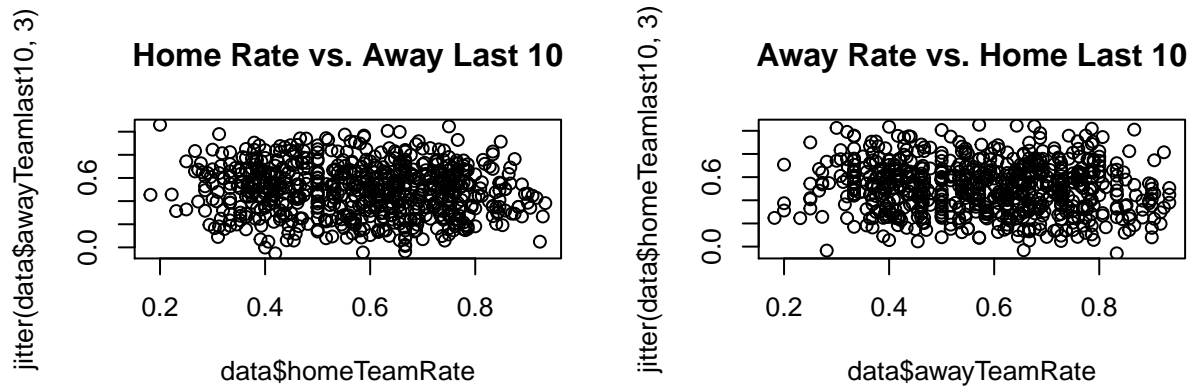 Home Rate vs. Away Last 10
jitter(data$awayTeamlast10, 3)
0.6
0.0
0.2 0.4 0.6 0.8
data$homeTeamRate
Away Rate vs. Home Last 10
jitter(data$homeTeamlast10, 3)
0.6
0.0
0.2 0.4 0.6 0.8
data$awayTeamRate